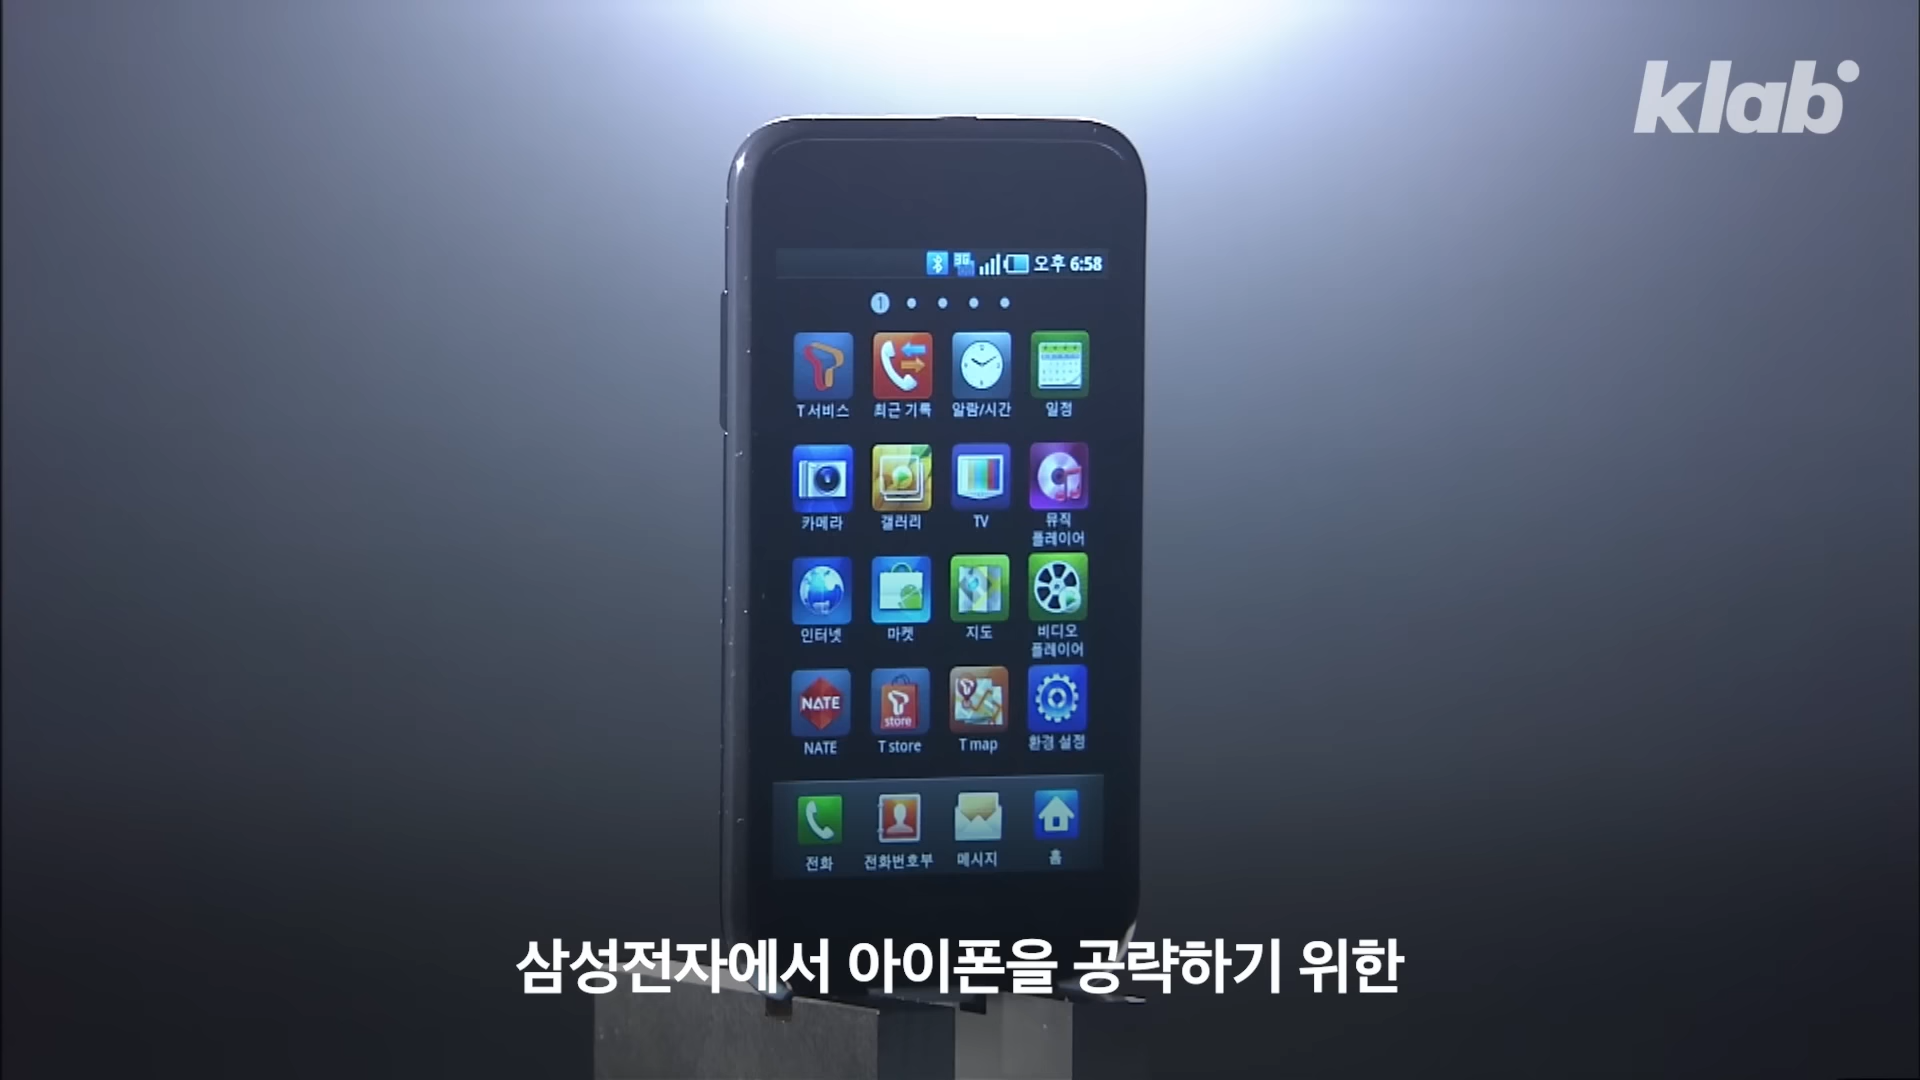 klab
3G 오후 6:58
1
T 서비스 최근 기록 알람/시간 일정
카메라 갤러리 TV 뮤직
플레이어
인터넷 마켓 지도 비디오
플레이어
NATE
store
NATE T store T map 환경 설정
전화 전화번호부 메시지 홈
삼성전자에서 아이폰을 공략하기 위한